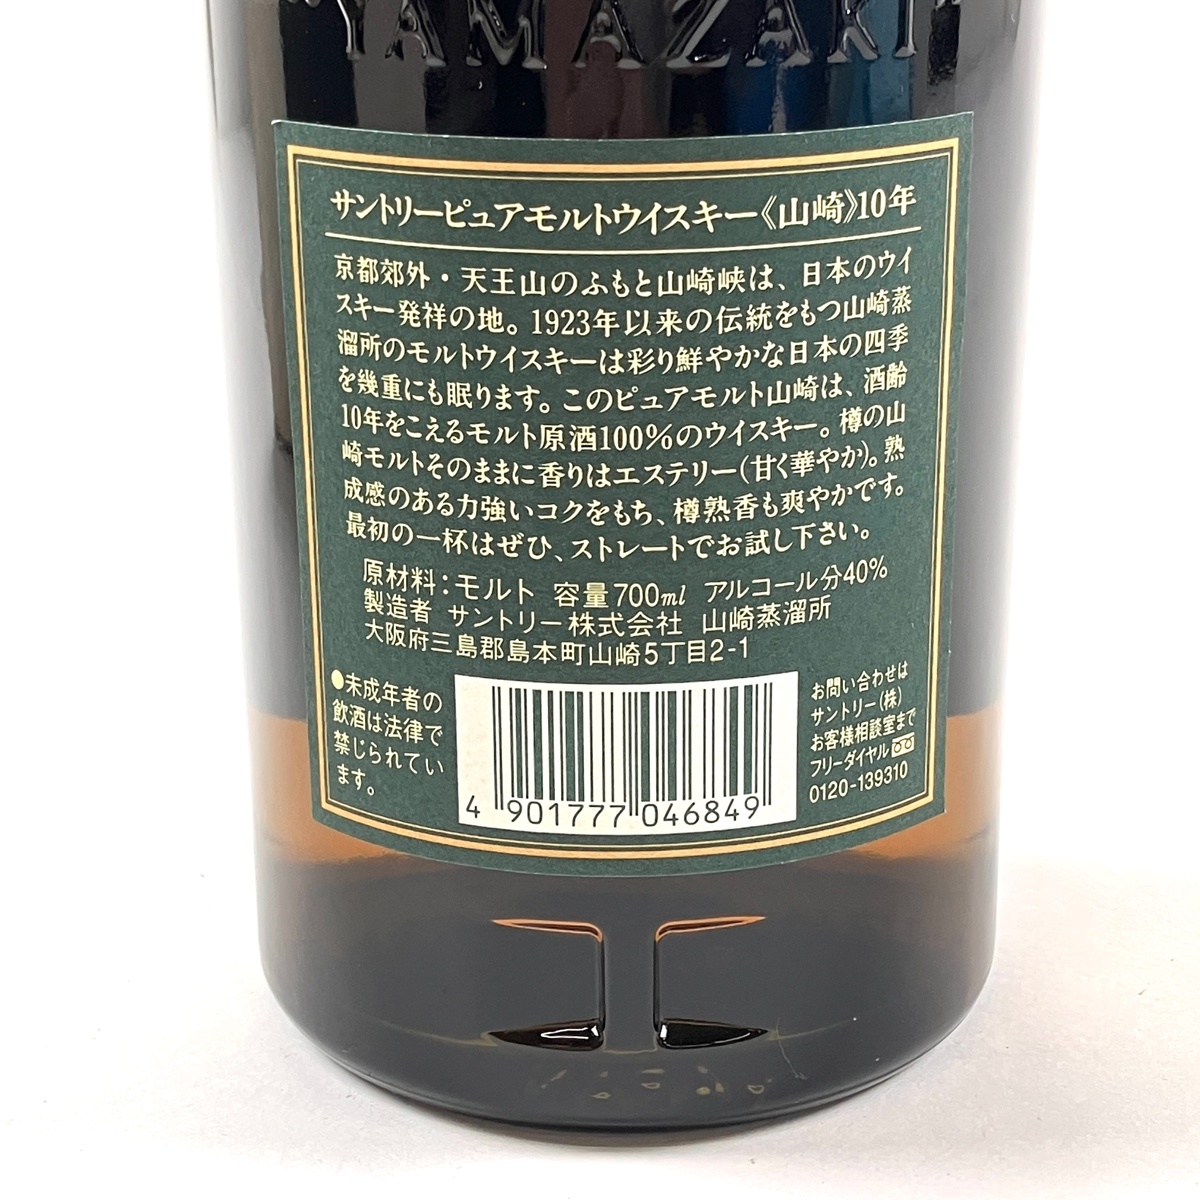 YAMAZAKI
サントリーピュアモルトウイスキー《山崎》10年
京都郊外・天王山のふもと山崎峡は、日本のウイ
スキー発祥の地。1923年以来の伝統をもつ山崎蒸
溜所のモルトウイスキーは彩り鮮やかな日本の四季
を幾重にも眠ります。このピュアモルト山崎は、酒齢
10年をこえるモルト原酒100%のウイスキー。樽の山
崎モルトそのままに香りはエステリー(甘く華やか)。熟
成感のある力強いコクをもち、樽熟香も爽やかです。
最初の一杯はぜひ、ストレートでお試し下さい。
原材料:モルト 容量700ml アルコール分40%
製造者 サントリー株式会社 山崎蒸溜所
大阪府三島郡島本町山崎5丁目2-1
●未成年者の
飲酒は法律で
禁じられてい
ます。
4 901777 046849
お問い合わせは
サントリー(株)
お客様相談室まで
フリーダイヤル
0120-139310